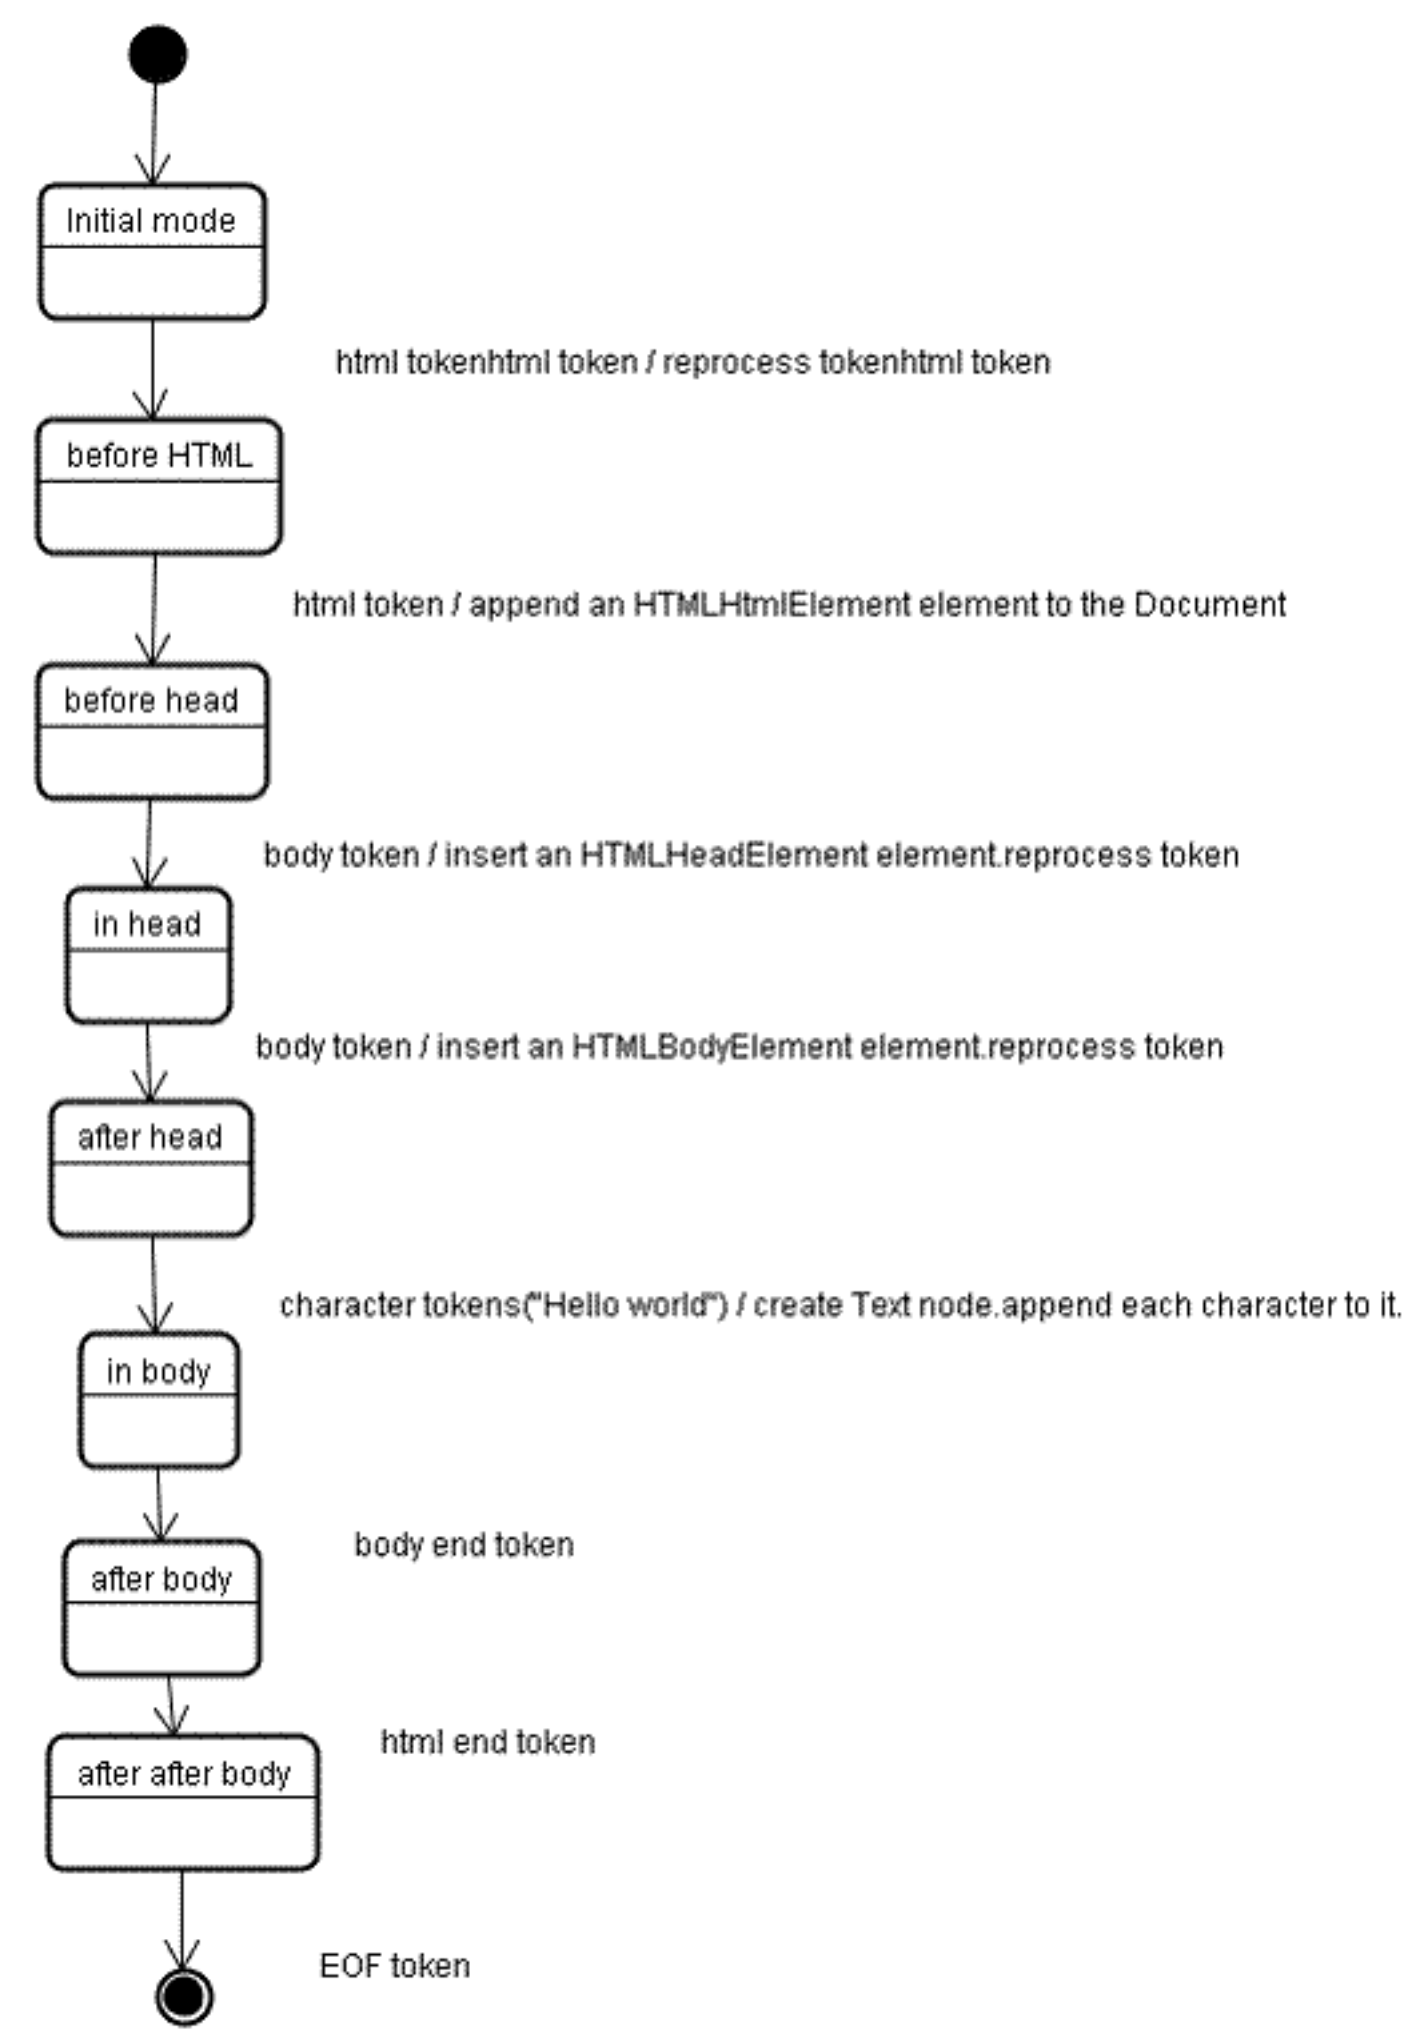 Initial mode
html tokenhtml token / reprocess tokenhtml token
before HTML
html token / append an HTMLHtmlElement element to the Document
before head
body token / insert an HTMLHeadElement element.reprocess token
in head
body token / insert an HTMLBodyElement element.reprocess token
after head
character tokens("Hello world") / create Text node.append each character to it.
in body
body end token
after body
html end token
after after body
EOF token